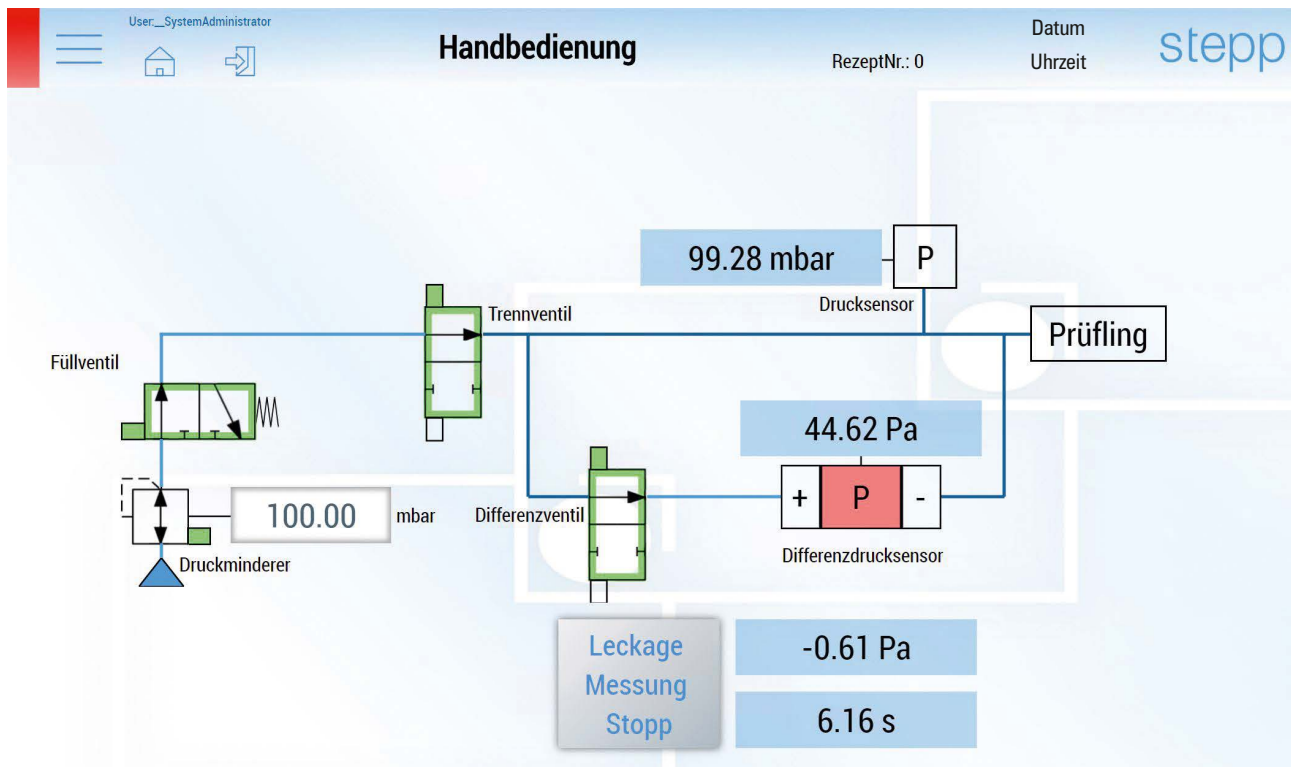 User:__SystemAdministrator
Handbedienung
RezeptNr.: 0
Datum
Uhrzeit
stepp
99.28 mbar
P
Drucksensor
Trennventil
Prüfling
Füllventil
44.62 Pa
+ P -
100.00 mbar
Differenzventil
Differenzdrucksensor
Druckminderer
Leckage
Messung
Stopp
-0.61 Pa
6.16 s